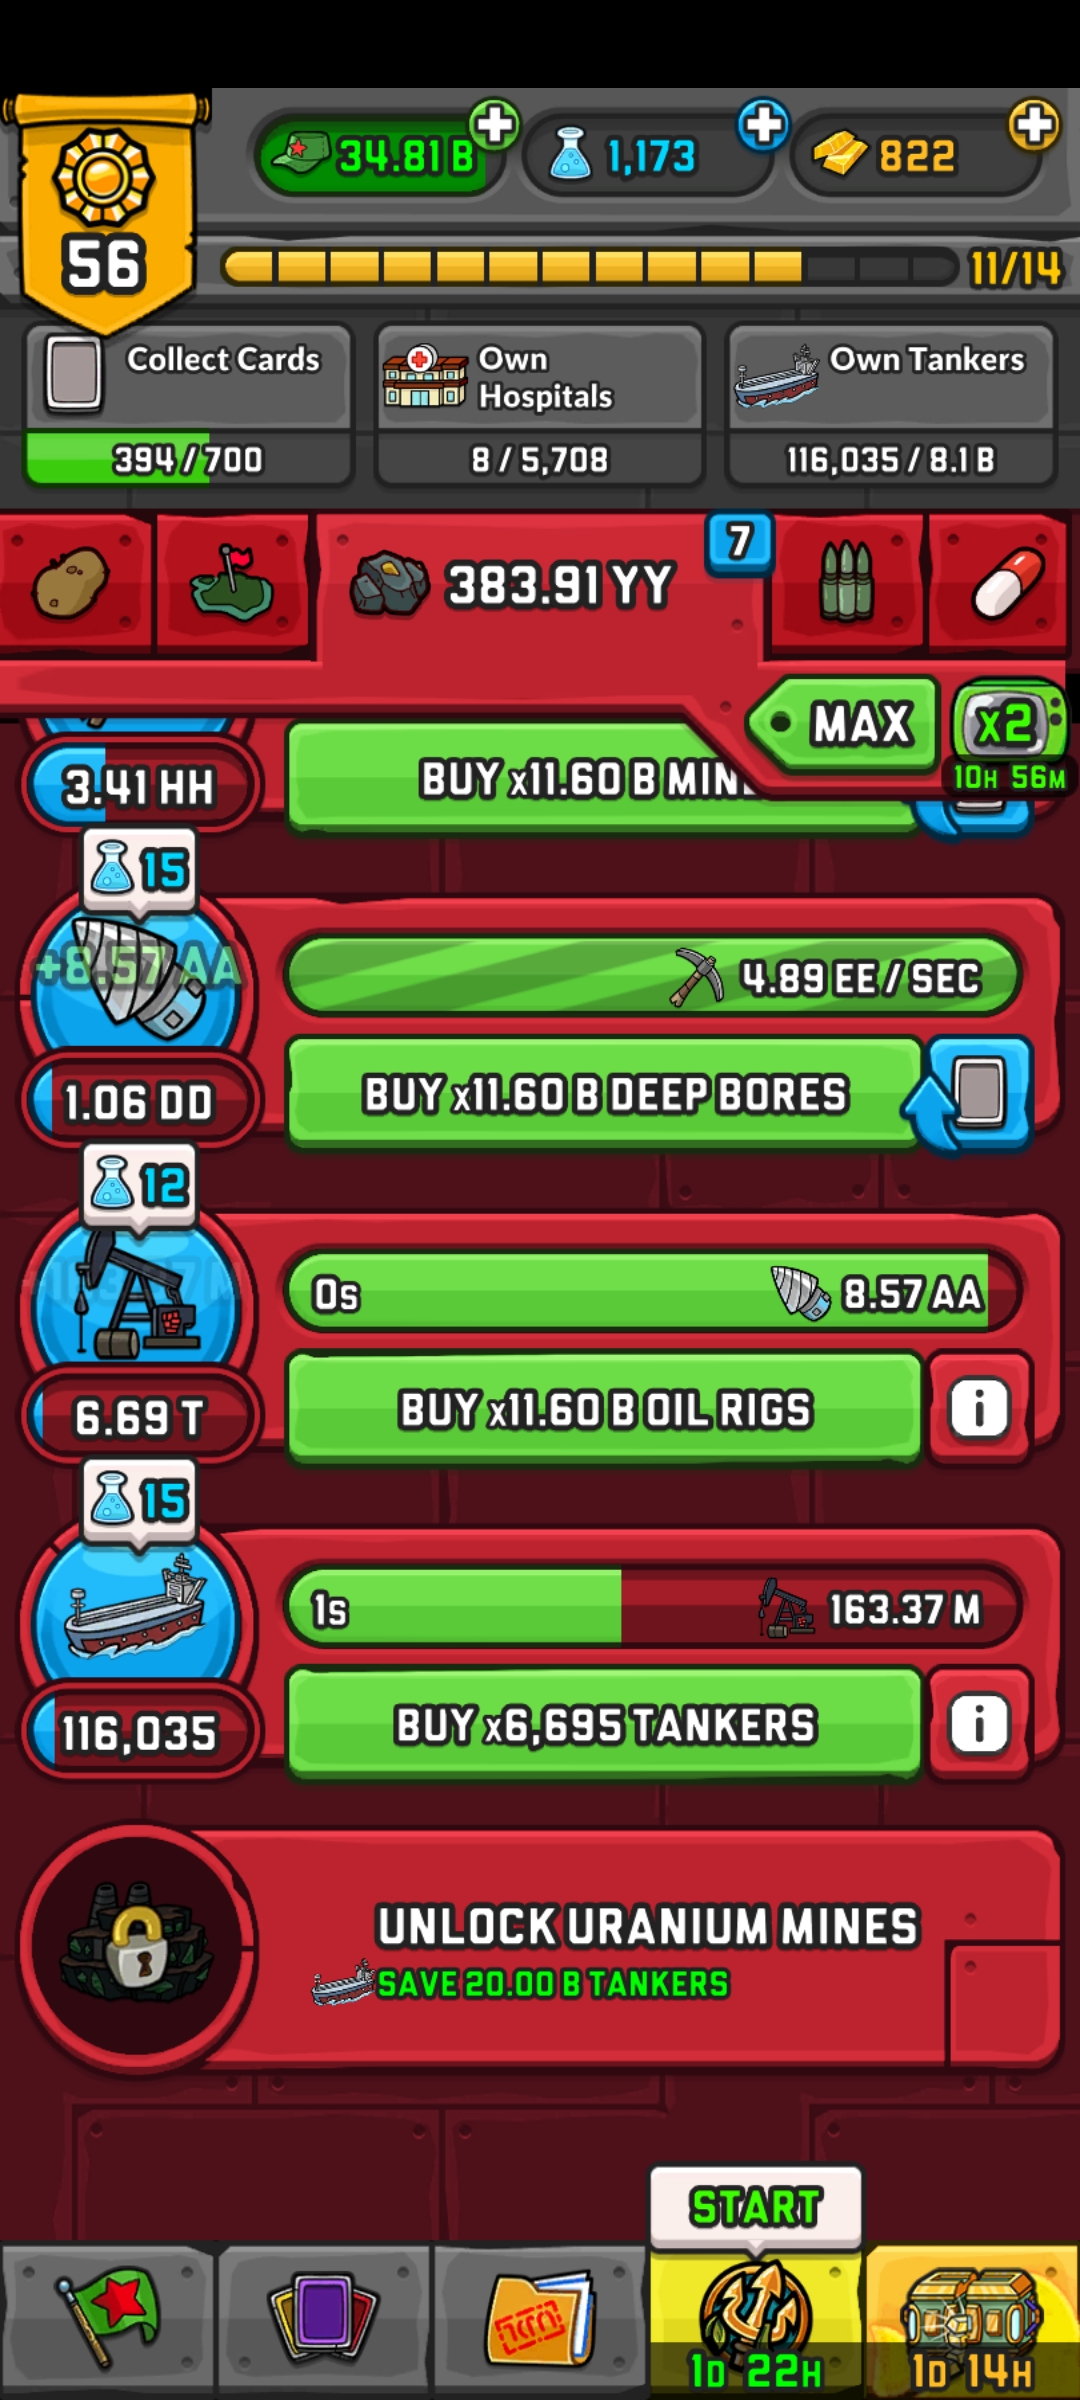 34.81 B
1,173
822
56
11/14
Collect Cards
394 / 700
Own
Hospitals
8 / 5,708
Own Tankers
116,035 / 8.1 B
383.91 YY
7
MAX
x2
10H 56M
3.41 HH
BUY x11.60 B
15
+8.57 AA
4.89 EE / SEC
1.06 DD
BUY x11.60 B DEEP BORES
12
0s
8.57 AA
6.69 T
BUY x11.60 B OIL RIGS
i
15
1s
163.37 M
116,035
BUY x6,695 TANKERS
i
UNLOCK URANIUM MINES
SAVE 20.00 B TANKERS
START
1D 22H
1D 14H